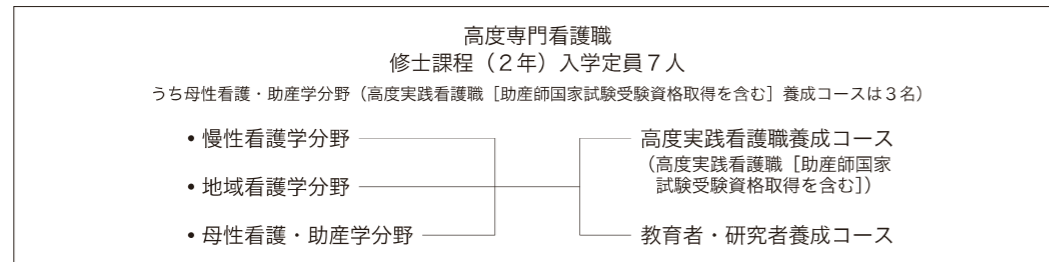 高度専門看護職
修士課程（２年）入学定員７人
うち母性看護・助産学分野（高度実践看護職［助産師国家試験受験資格取得を含む］養成コースは３名）
• 慢性看護学分野
• 地域看護学分野
• 母性看護・助産学分野
高度実践看護職養成コース
（高度実践看護職［助産師国家
試験受験資格取得を含む］）
教育者・研究者養成コース